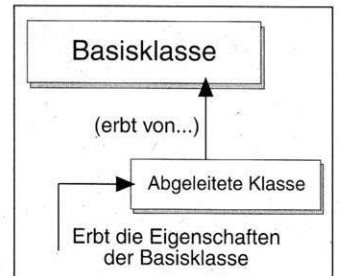 Basisklasse
(erbt von...)
Abgeleitete Klasse
Erbt die Eigenschaften
der Basisklasse